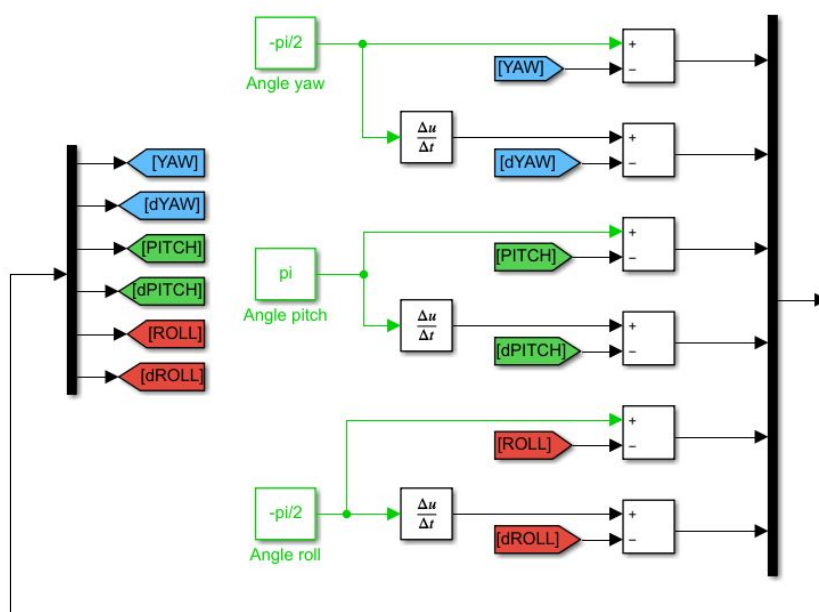 -pi/2
Angle yaw
+
−
[YAW]
Δu
Δt
+
−
[dYAW]
[YAW]
[dYAW]
[PITCH]
[dPITCH]
[ROLL]
[dROLL]
pi
Angle pitch
+
−
[PITCH]
Δu
Δt
+
−
[dPITCH]
-pi/2
Angle roll
+
−
[ROLL]
Δu
Δt
+
−
[dROLL]